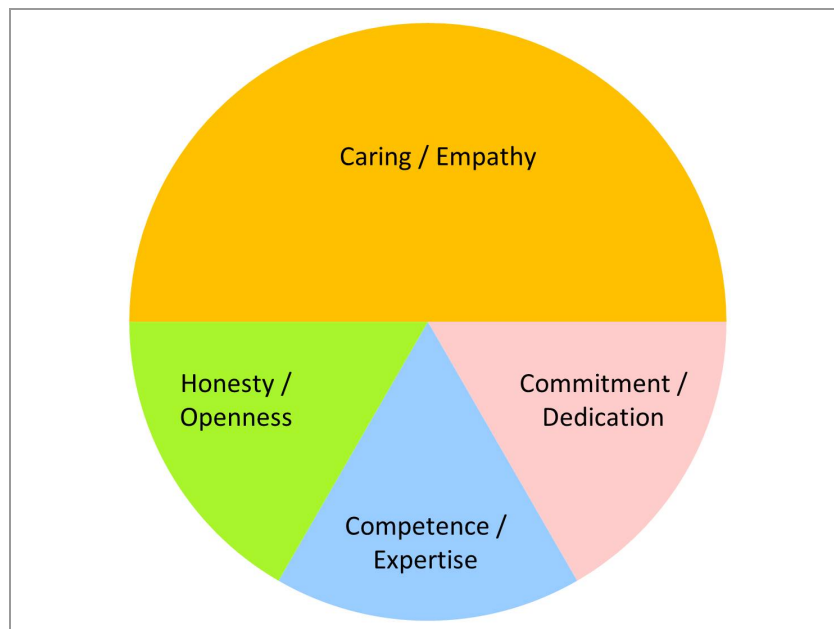 Caring / Empathy
Honesty /
Openness
Commitment /
Dedication
Competence /
Expertise